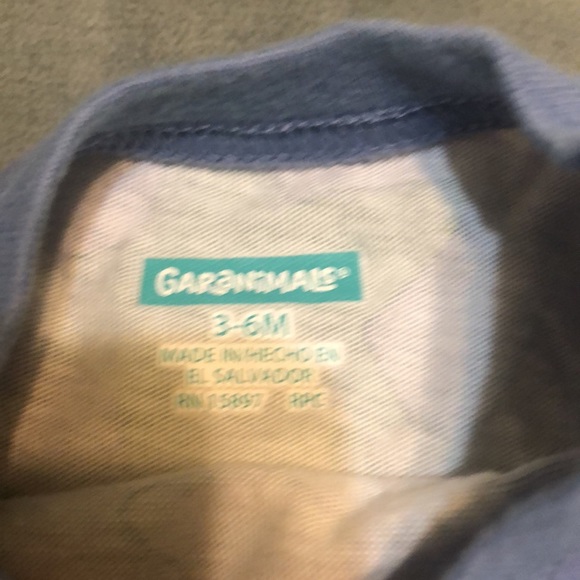 GARANIMALS®
3-6M
MADE IN/HECHO EN
EL SALVADOR
RN 15897